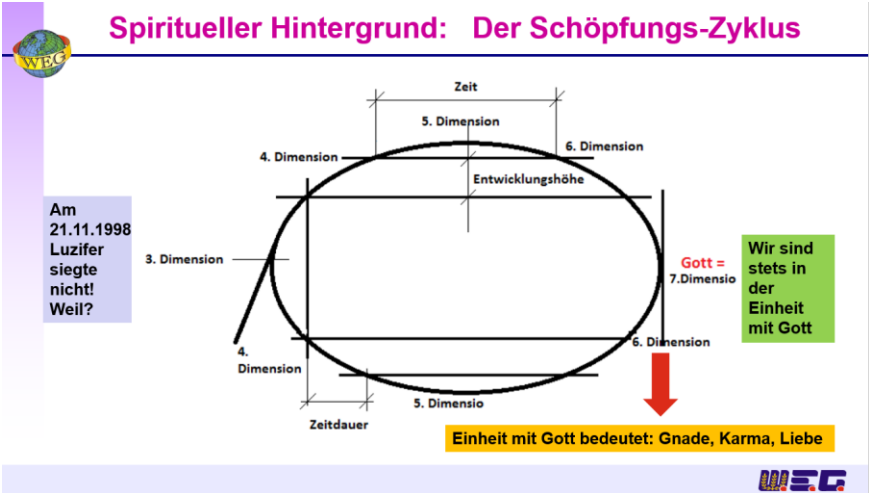 Spiritueller Hintergrund: Der Schöpfungs-Zyklus
WEG
Zeit
5. Dimension
4. Dimension
6. Dimension
Entwicklungshöhe
Am
21.11.1998
Luzifer
siegte
nicht!
Weil?
3. Dimension
Gott =
7.Dimensio
Wir sind
stets in
der
Einheit
mit Gott
4.
Dimension
6. Dimension
5. Dimensio
Zeitdauer
Einheit mit Gott bedeutet: Gnade, Karma, Liebe
W.E.G.